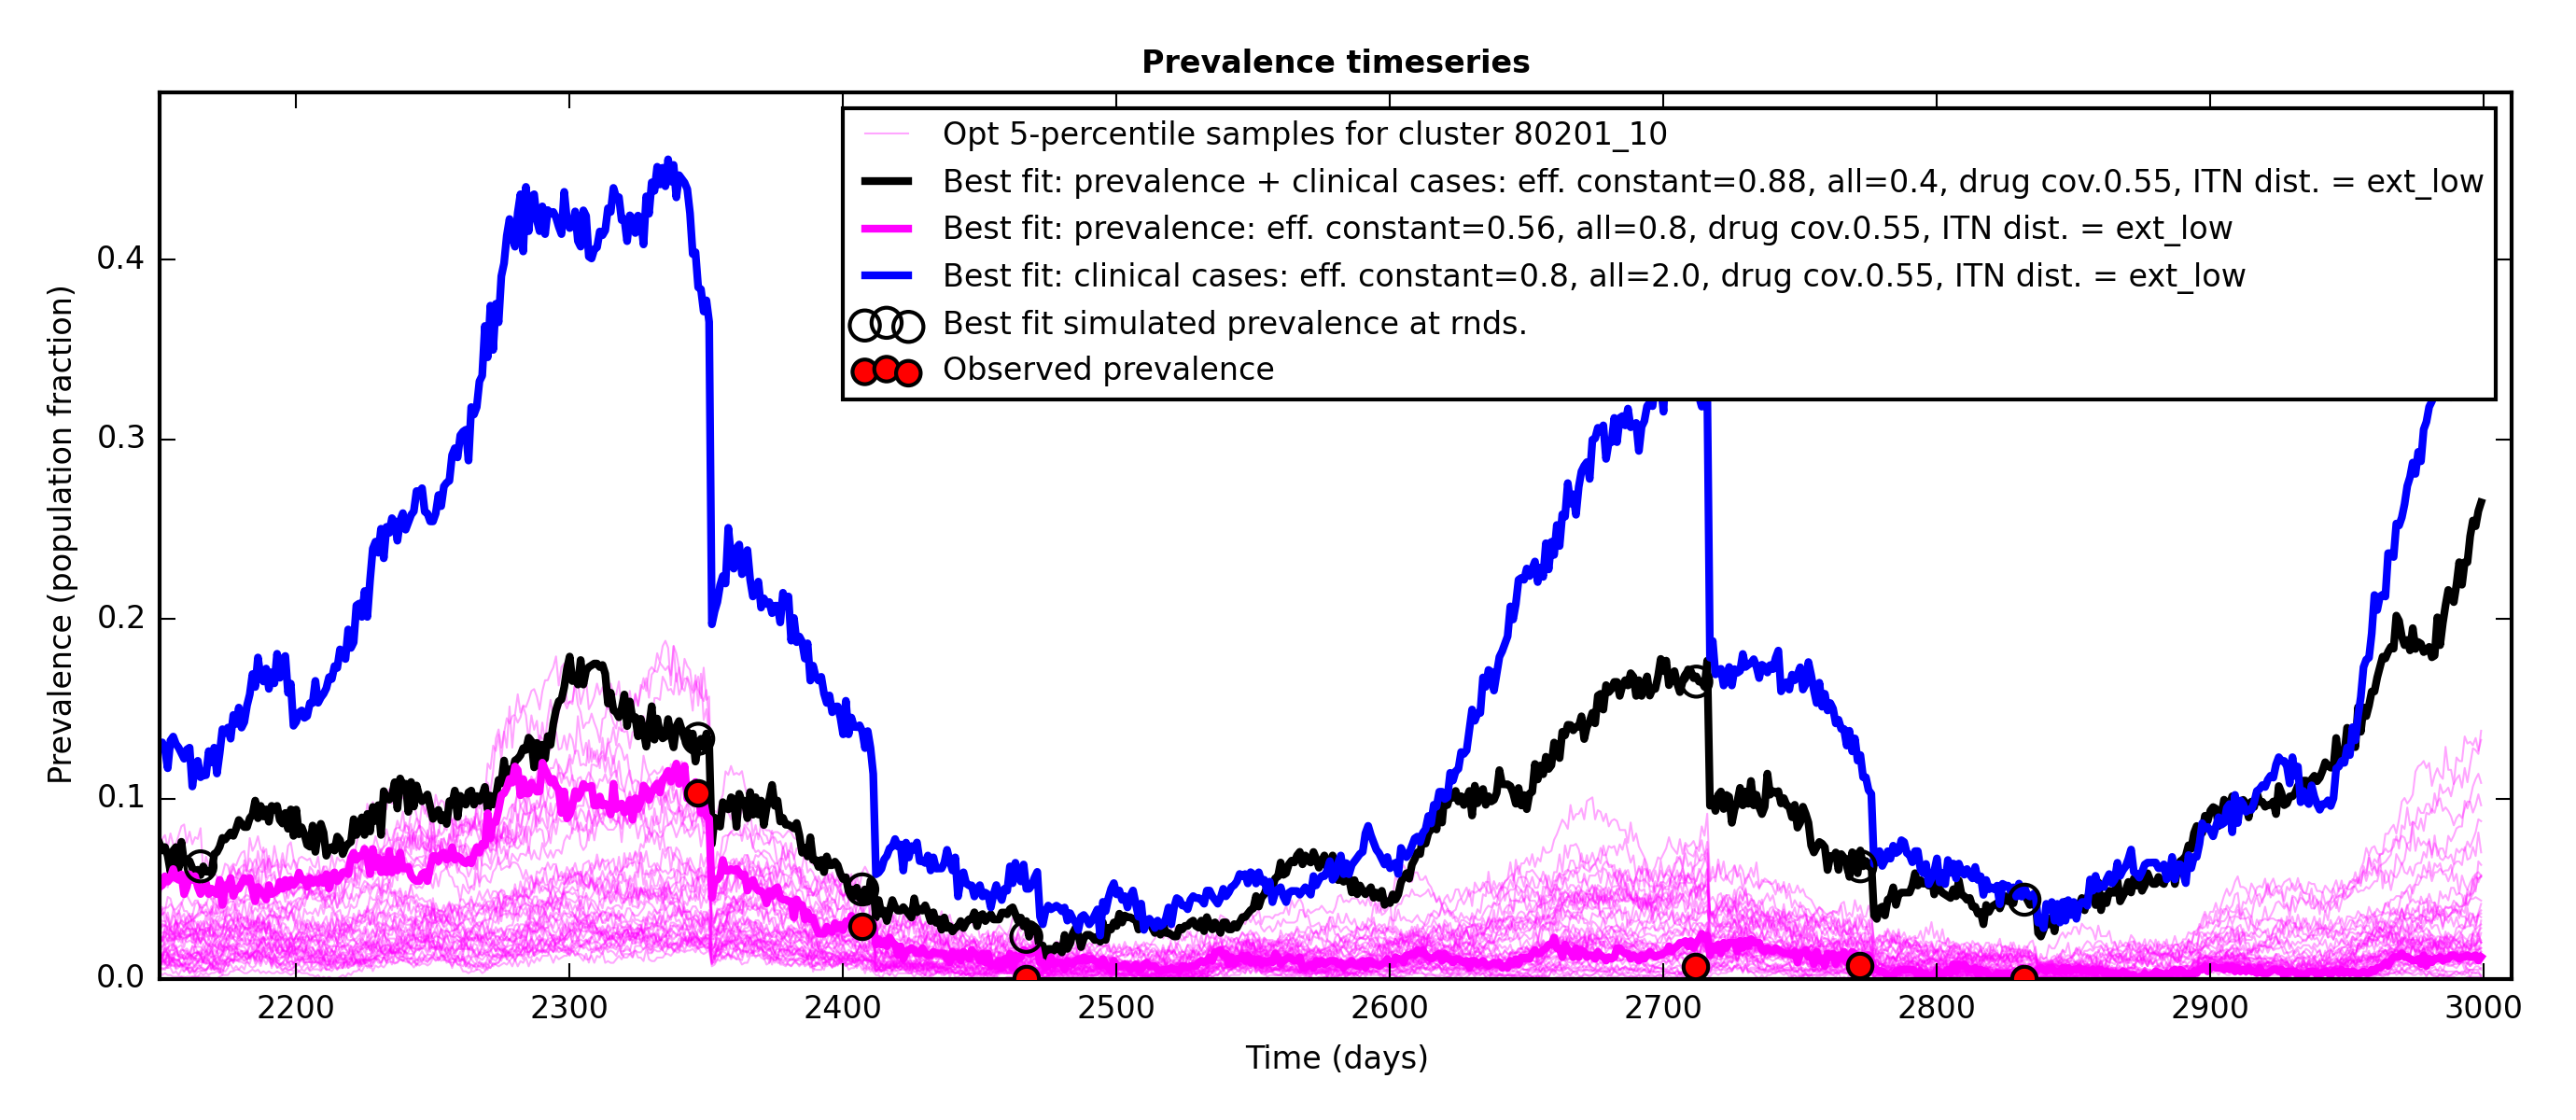 Prevalence timeseries
Opt 5-percentile samples for cluster 80201_10
Best fit: prevalence + clinical cases: eff. constant=0.88, all=0.4, drug cov.0.55, ITN dist. = ext_low
Best fit: prevalence: eff. constant=0.56, all=0.8, drug cov.0.55, ITN dist. = ext_low
Best fit: clinical cases: eff. constant=0.8, all=2.0, drug cov.0.55, ITN dist. = ext_low
Best fit simulated prevalence at rnds.
Observed prevalence
Prevalence (population fraction)
0.4
0.3
0.2
0.1
0.0
2200 2300 2400 2500 2600 2700 2800 2900 3000
Time (days)